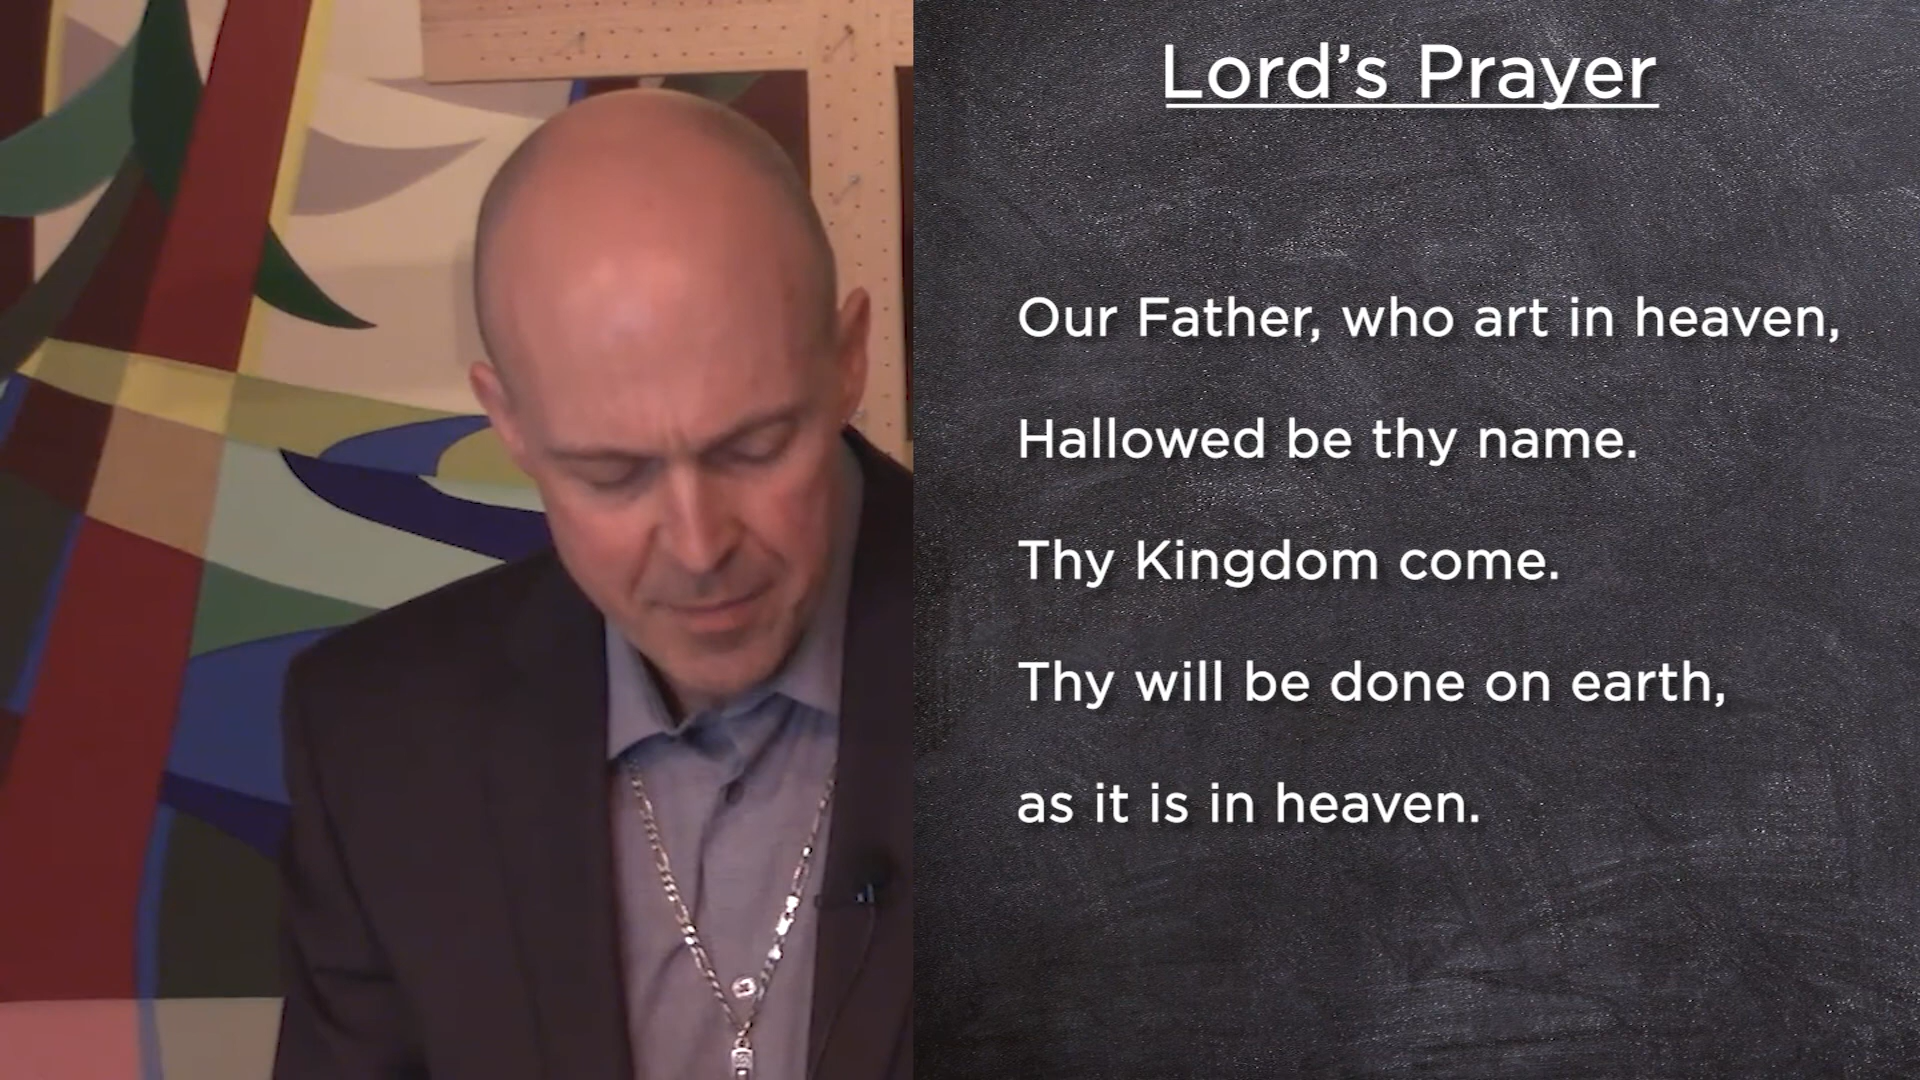 Lord’s Prayer
Our Father, who art in heaven,
Hallowed be thy name.
Thy Kingdom come.
Thy will be done on earth,
as it is in heaven.